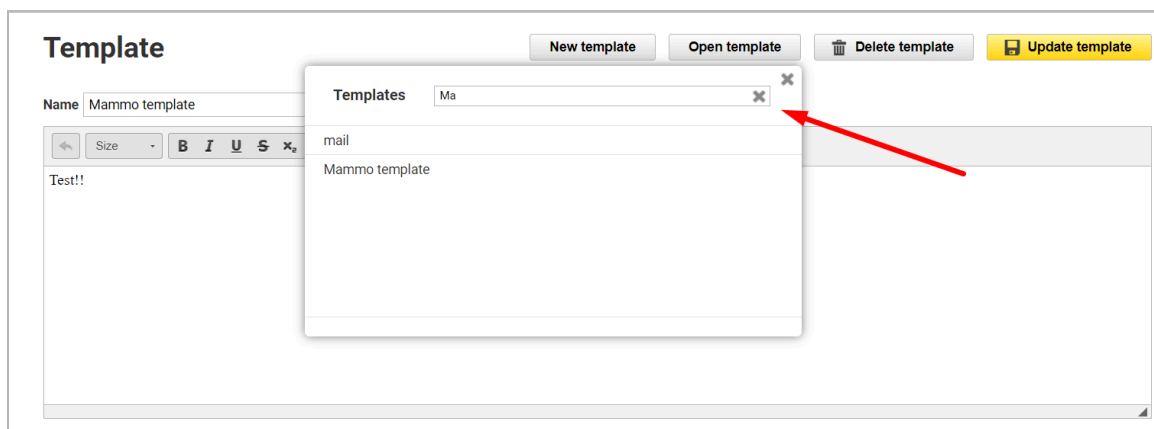 Template
New template
Open template
Delete template
Update template
Templates
Ma
Name Mammo template
Size
B I U S x₂
mail
Mammo template
Test!!